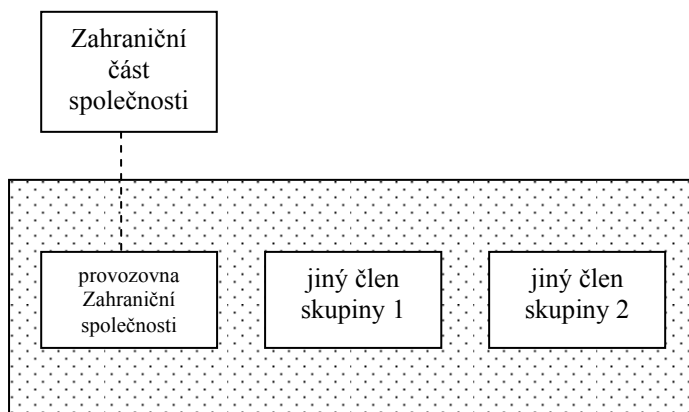 Zahraniční
část
společnosti
provozovna
Zahraniční
společnosti
jiný člen
skupiny 1
jiný člen
skupiny 2